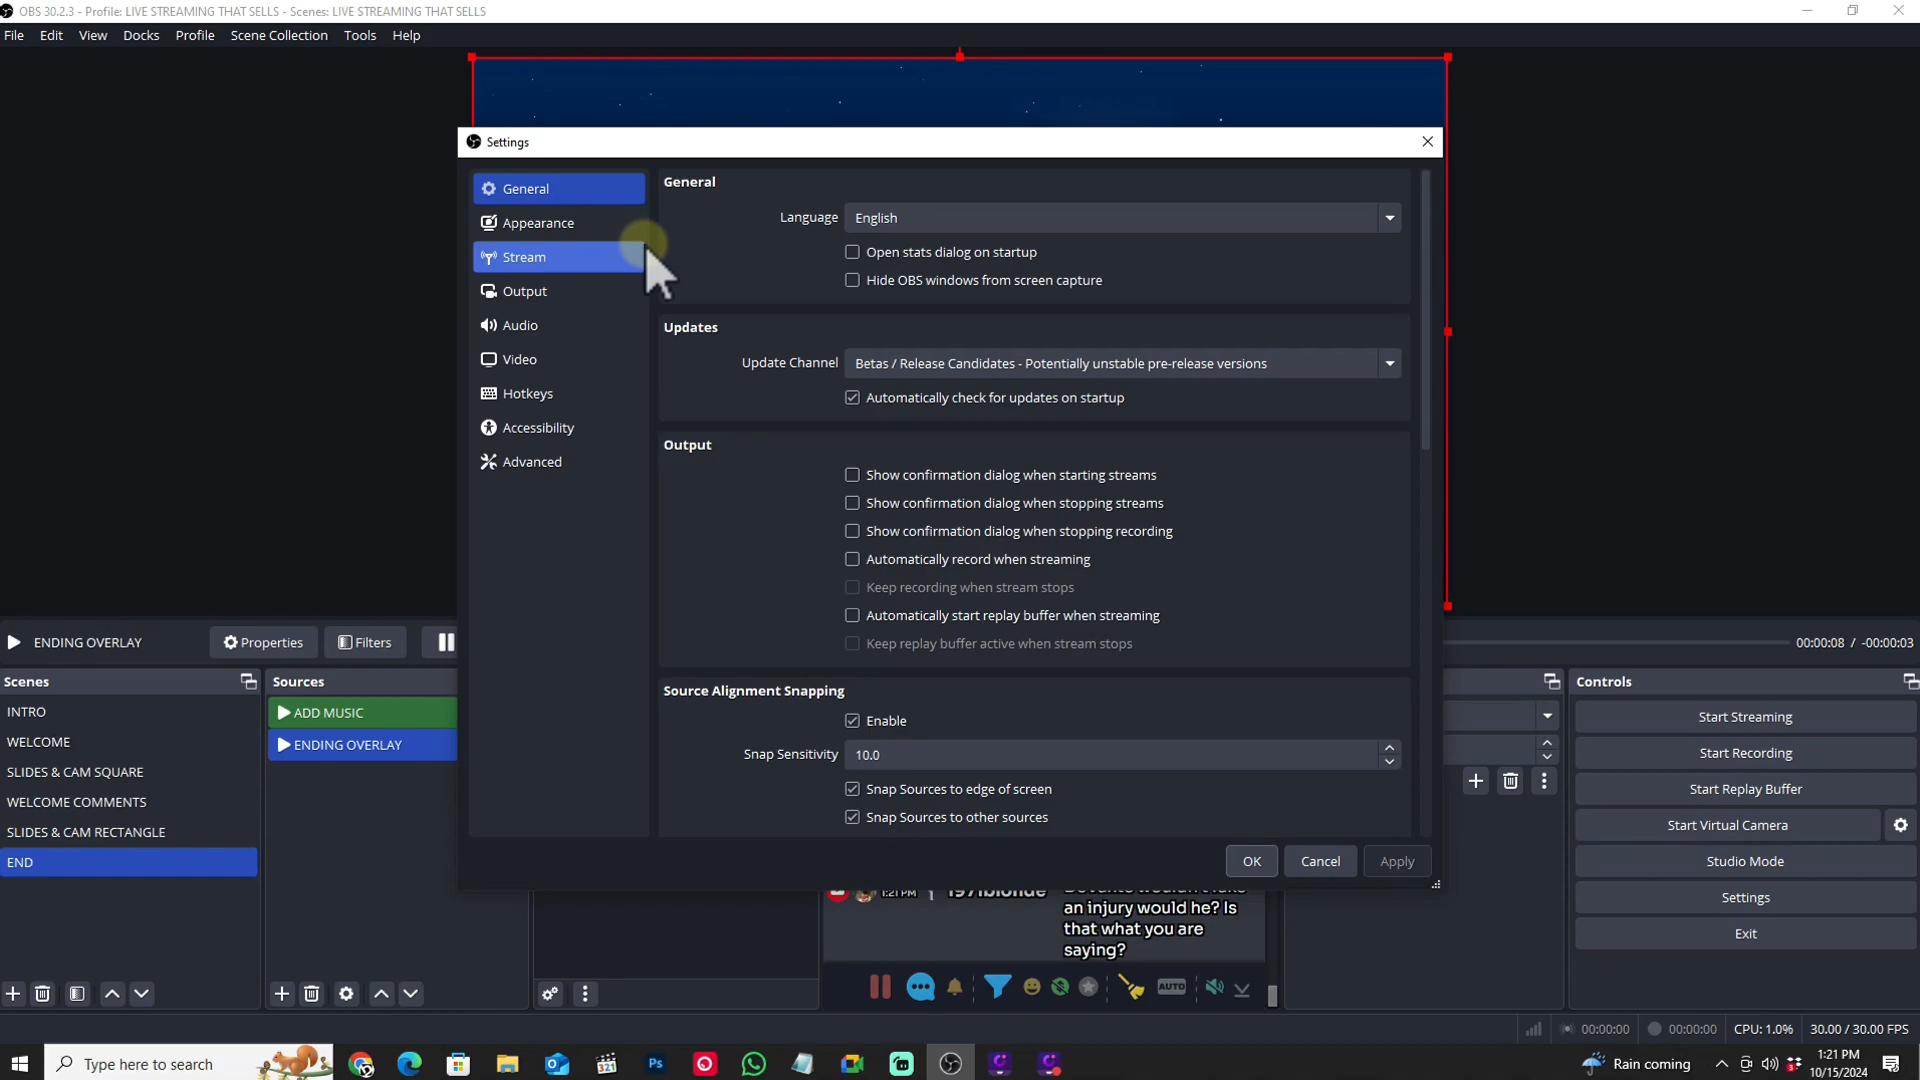 OBS 30.2.3 - Profile: LIVE STREAMING THAT SELLS - Scenes: LIVE STREAMING THAT SELLS
File Edit View Docks Profile Scene Collection Tools Help
Settings
General
Appearance
Stream
Output
Audio
Video
Hotkeys
Accessibility
Advanced
General
Language English
Open stats dialog on startup
Hide OBS windows from screen capture
Updates
Update Channel Betas / Release Candidates - Potentially unstable pre-release versions
Automatically check for updates on startup
Output
Show confirmation dialog when starting streams
Show confirmation dialog when stopping streams
Show confirmation dialog when stopping recording
Automatically record when streaming
Keep recording when stream stops
Automatically start replay buffer when streaming
Keep replay buffer active when stream stops
Source Alignment Snapping
Enable
Snap Sensitivity 10.0
Snap Sources to edge of screen
Snap Sources to other sources
OK Cancel Apply
ENDING OVERLAY Properties Filters
00:00:08 / -00:00:03
Scenes
INTRO
WELCOME
SLIDES & CAM SQUARE
WELCOME COMMENTS
SLIDES & CAM RECTANGLE
END
Sources
ADD MUSIC
ENDING OVERLAY
1:21 PM
an injury would he? Is
that what you are
saying?
AUTO
Controls
Start Streaming
Start Recording
Start Replay Buffer
Start Virtual Camera
Studio Mode
Settings
Exit
00:00:00 00:00:00 CPU: 1.0% 30.00 / 30.00 FPS
Type here to search
321
Ps
Rain coming
1:21 PM
10/15/2024